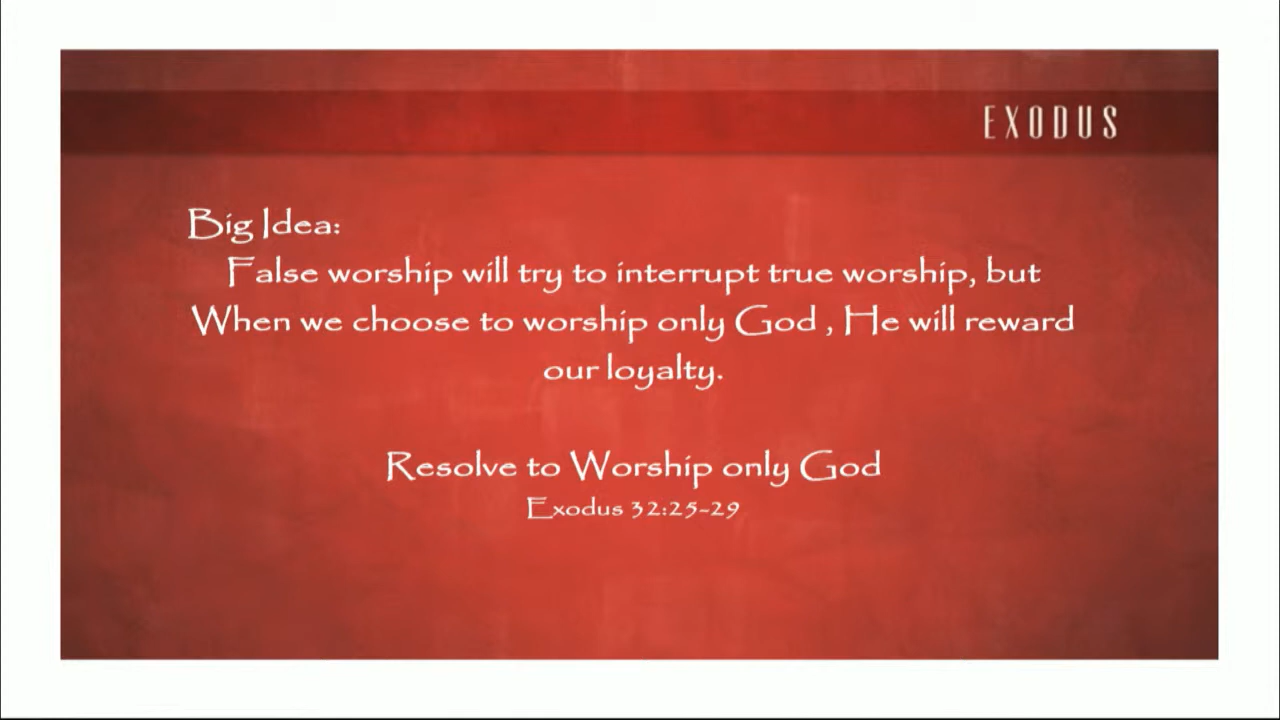 EXODUS
Big Idea:
False worship will try to interrupt true worship, but
When we choose to worship only God , He will reward
our loyalty.
Resolve to Worship only God
Exodus 32:25-29